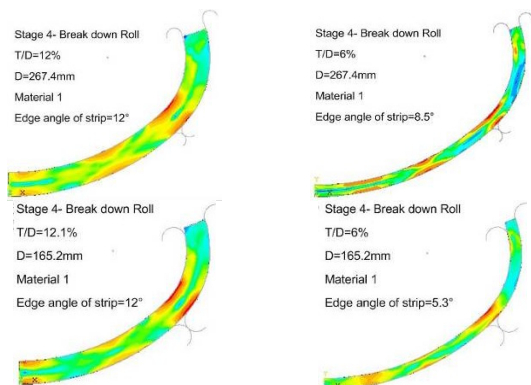 Stage 4- Break down Roll
T/D=12%
D=267.4mm
Material 1
Edge angle of strip=12°
Stage 4- Break down Roll
T/D=6%
D=267.4mm
Material 1
Edge angle of strip=8.5°
Stage 4- Break down Roll
T/D=12.1%
D=165.2mm
Material 1
Edge angle of strip=12°
Stage 4- Break down Roll
T/D=6%
D=165.2mm
Material 1
Edge angle of strip=5.3°